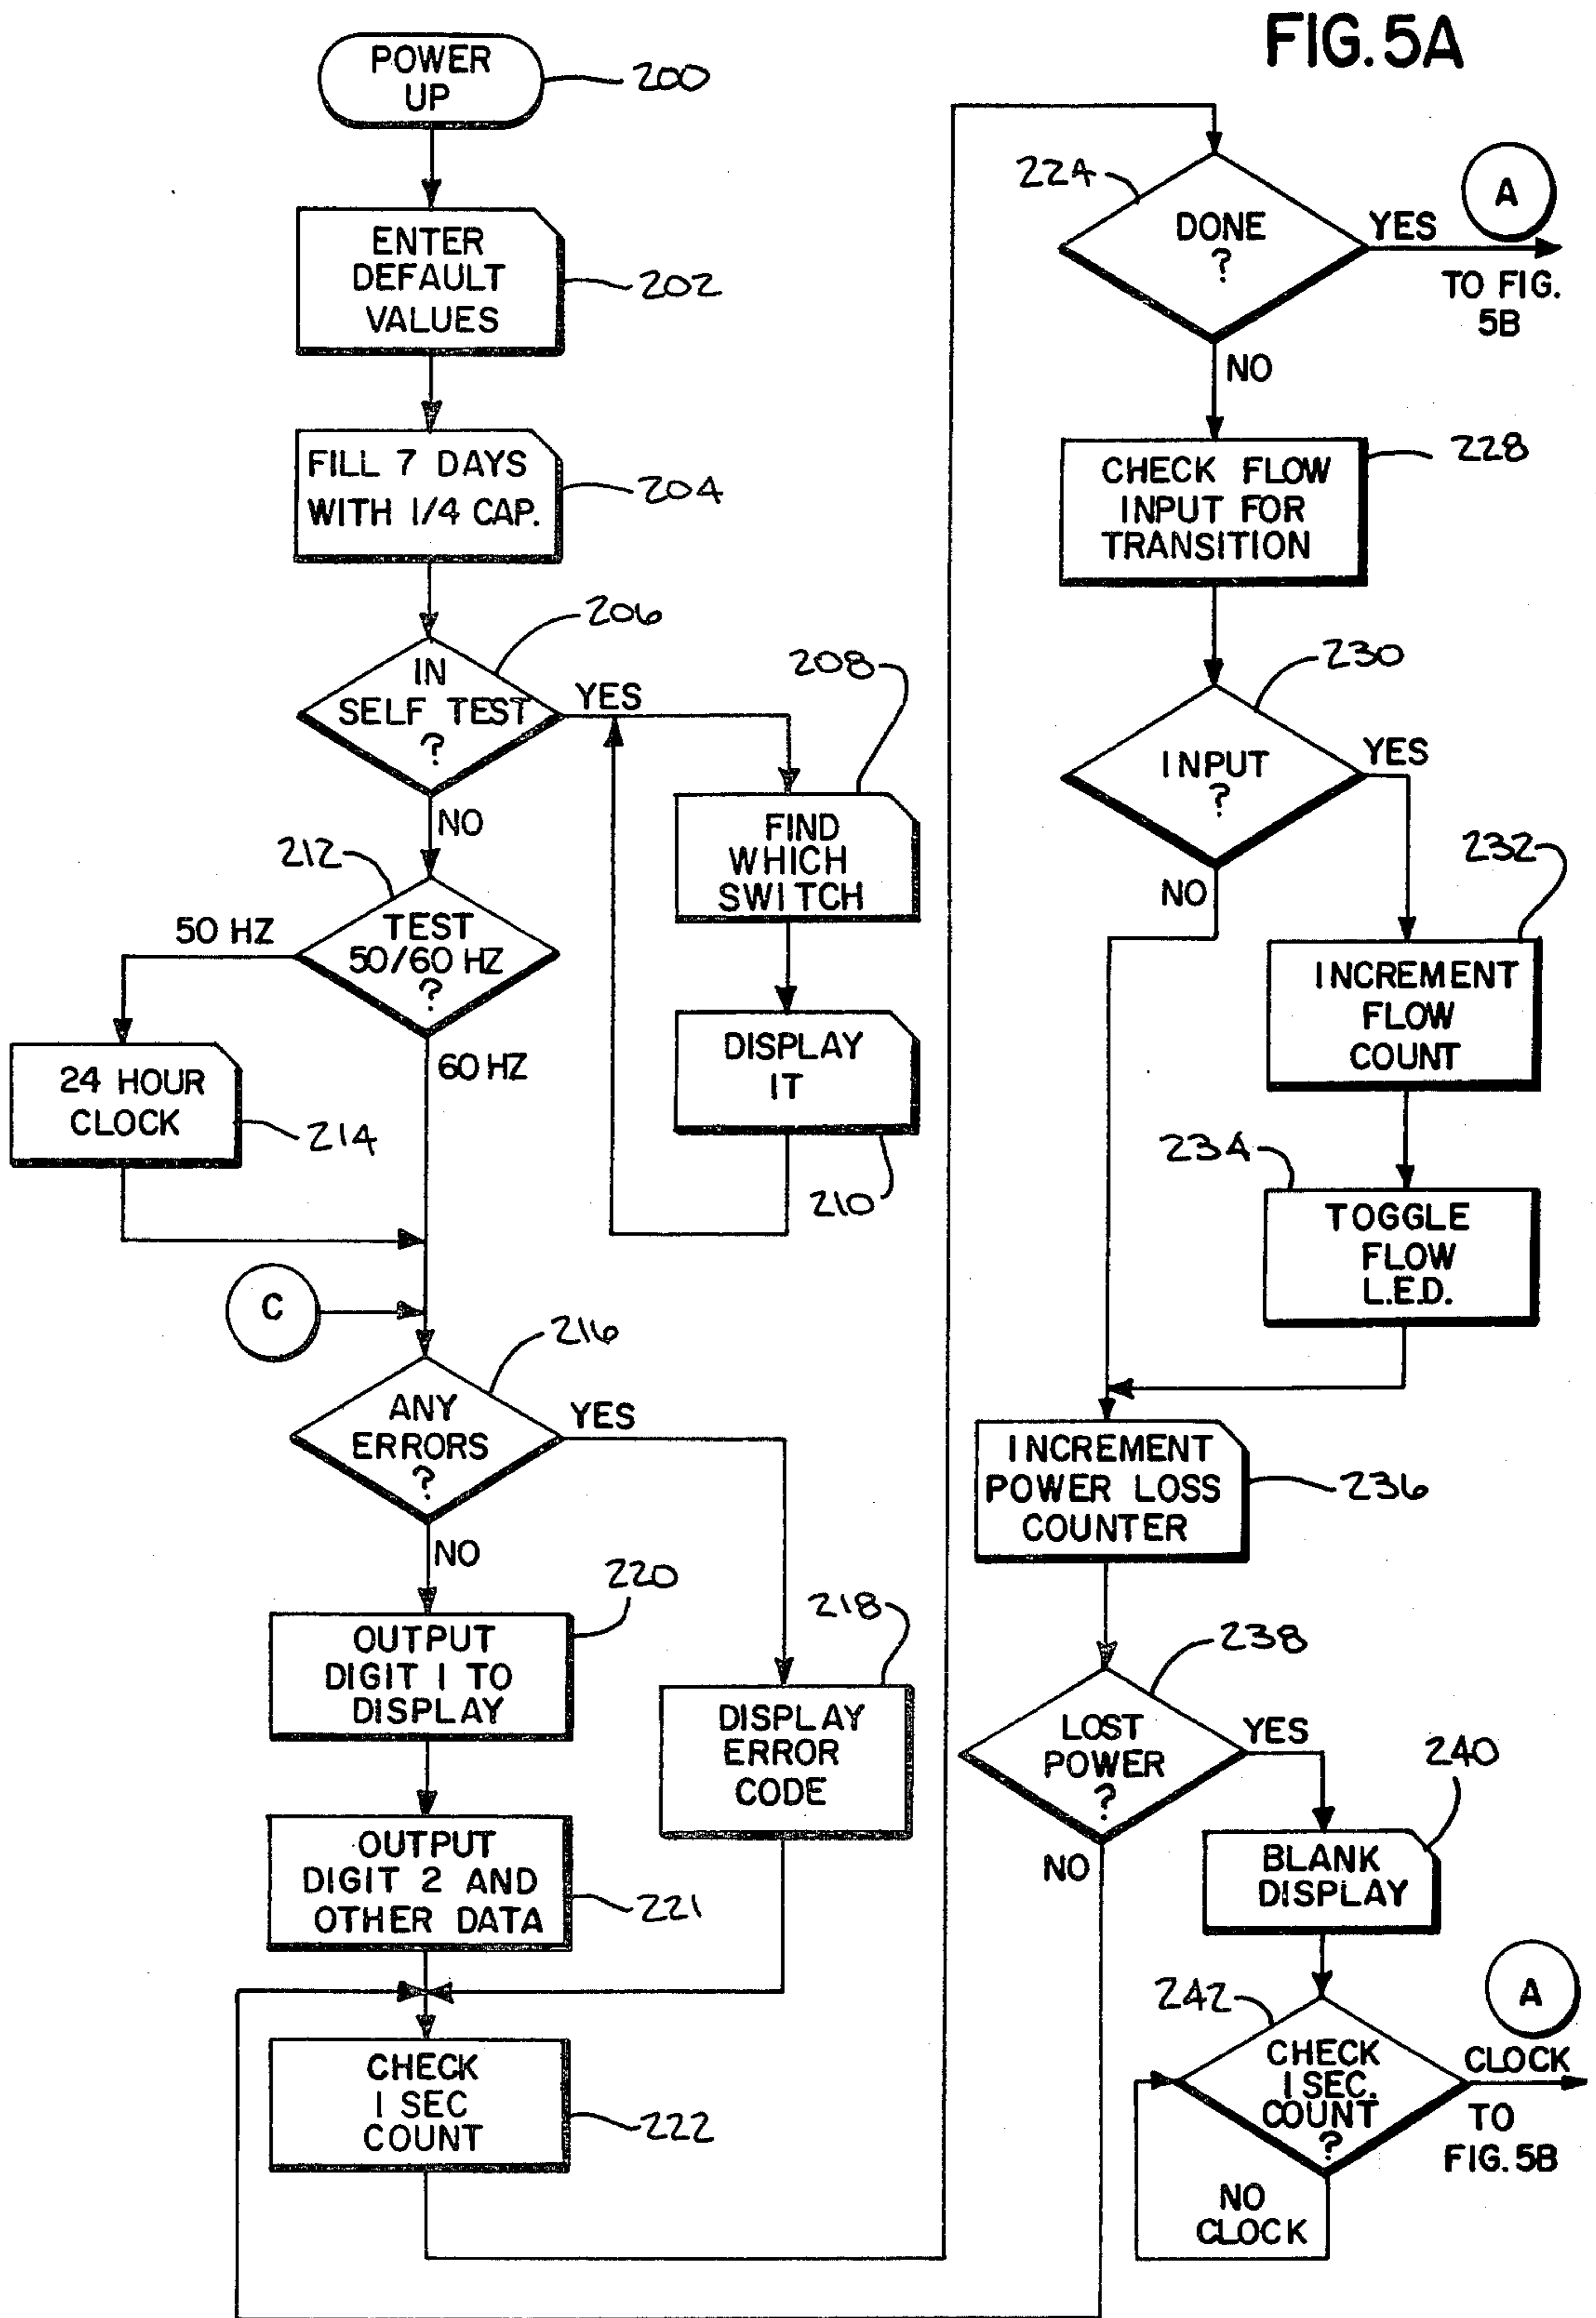 FIG. 5A
POWER
UP
200
ENTER
DEFAULT
VALUES
202
FILL 7 DAYS
WITH 1/4 CAP.
204
206
IN
SELF TEST
?
YES
NO
208
FIND
WHICH
SWITCH
DISPLAY
IT
210
212
TEST
50/60 HZ
?
50 HZ
60 HZ
24 HOUR
CLOCK
214
C
216
ANY
ERRORS
?
YES
NO
218
DISPLAY
ERROR
CODE
220
OUTPUT
DIGIT 1 TO
DISPLAY
OUTPUT
DIGIT 2 AND
OTHER DATA
221
CHECK
1 SEC
COUNT
222
224
DONE
?
YES
A
TO FIG.
5B
NO
228
CHECK FLOW
INPUT FOR
TRANSITION
230
INPUT
?
YES
NO
232
INCREMENT
FLOW
COUNT
234
TOGGLE
FLOW
L.E.D.
INCREMENT
POWER LOSS
COUNTER
236
238
LOST
POWER
?
YES
NO
240
BLANK
DISPLAY
242
CHECK
1 SEC.
COUNT
?
A
CLOCK
TO
FIG. 5B
NO
CLOCK